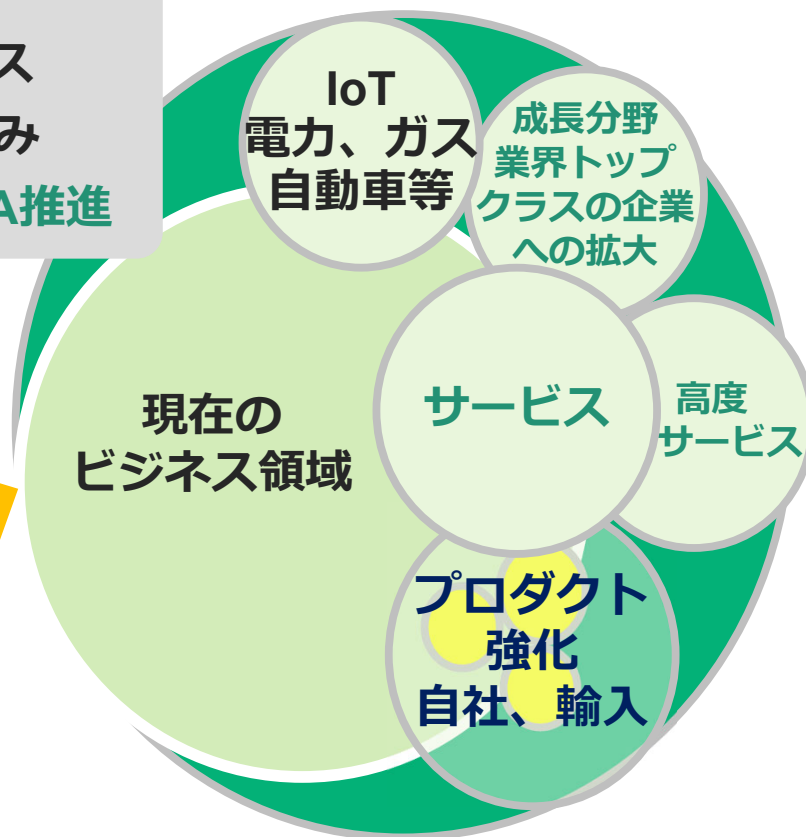 ス
み
A推進
IoT
電力、ガス
自動車等
成長分野
業界トップ
クラスの企業
への拡大
現在の
ビジネス領域
サービス
高度
サービス
プロダクト
強化
自社、輸入